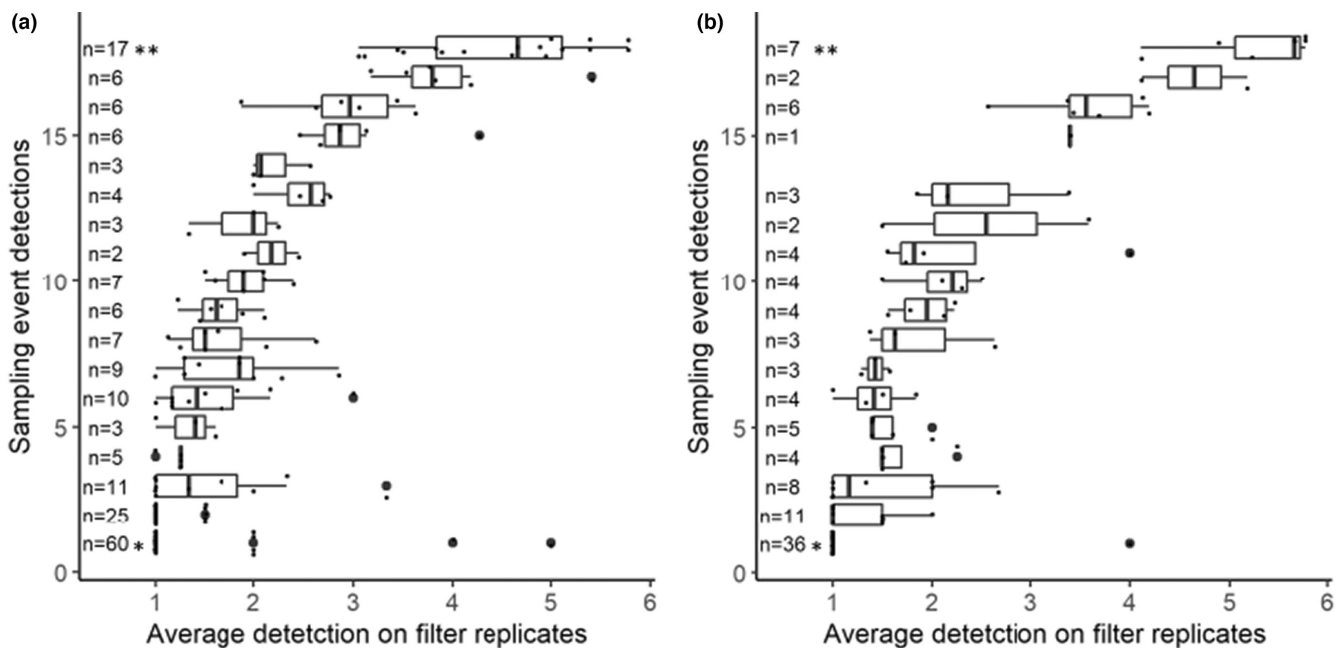 (a)
Sampling event detections
n=17 **
n=6
n=6
15
n=6
n=3
n=4
n=3
n=2
10
n=7
n=6
n=7
n=9
n=10
5
n=3
n=5
n=11
n=25
n=60 *
0
1 2 3 4 5 6
Average detetction on filter replicates
(b)
Sampling event detections
n=7 **
n=2
n=6
15
n=1
n=3
n=2
n=4
10
n=4
n=4
n=3
n=3
n=4
5
n=5
n=4
n=8
n=11
n=36 *
0
1 2 3 4 5 6
Average detetction on filter replicates